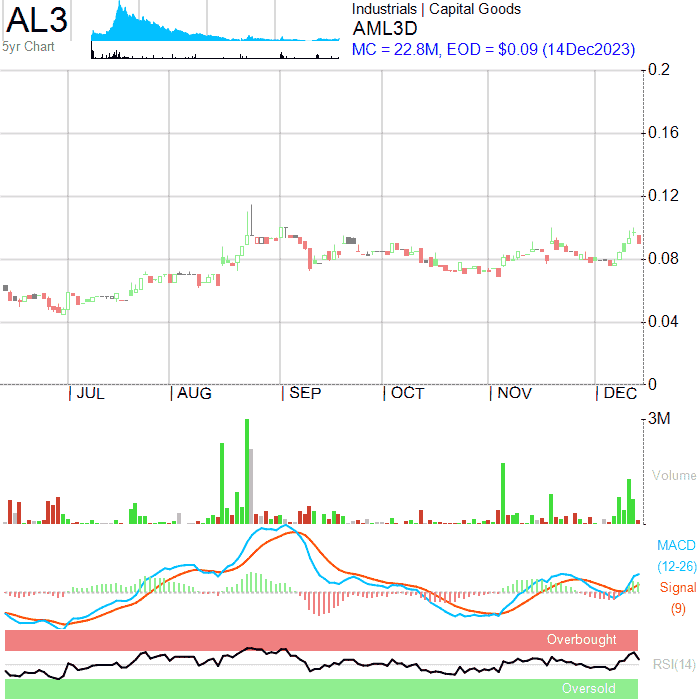 AL3
5yr Chart
Industrials | Capital Goods
AML3D
MC = 22.8M, EOD = $0.09 (14Dec2023)
0.2
0.16
0.12
0.08
0.04
0
JUL AUG SEP OCT NOV DEC
3M
Volume
MACD
(12-26)
Signal
(9)
Overbought
RSI(14)
Oversold